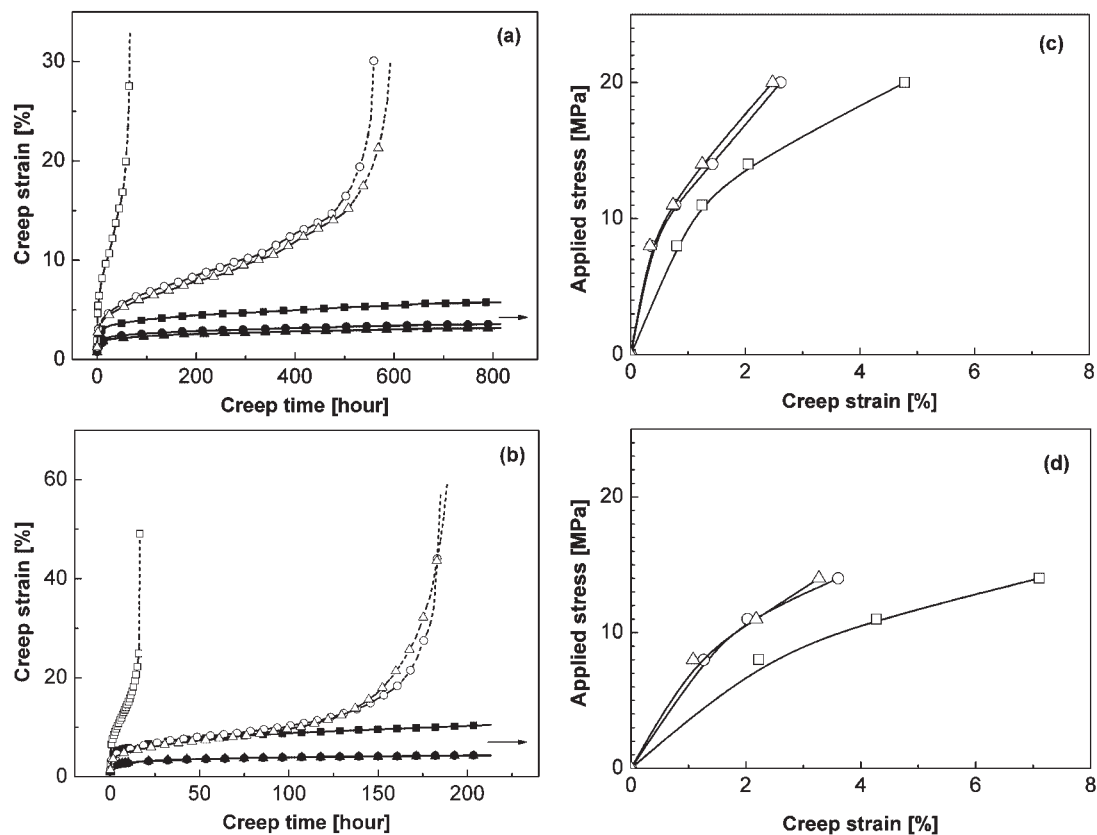 (a)
Creep strain [%]
30
20
10
0
0 200 400 600 800
Creep time [hour]
(c)
Applied stress [MPa]
20
10
0
0 2 4 6 8
Creep strain [%]
(b)
Creep strain [%]
60
40
20
0
0 50 100 150 200
Creep time [hour]
(d)
Applied stress [MPa]
20
10
0
0 2 4 6 8
Creep strain [%]